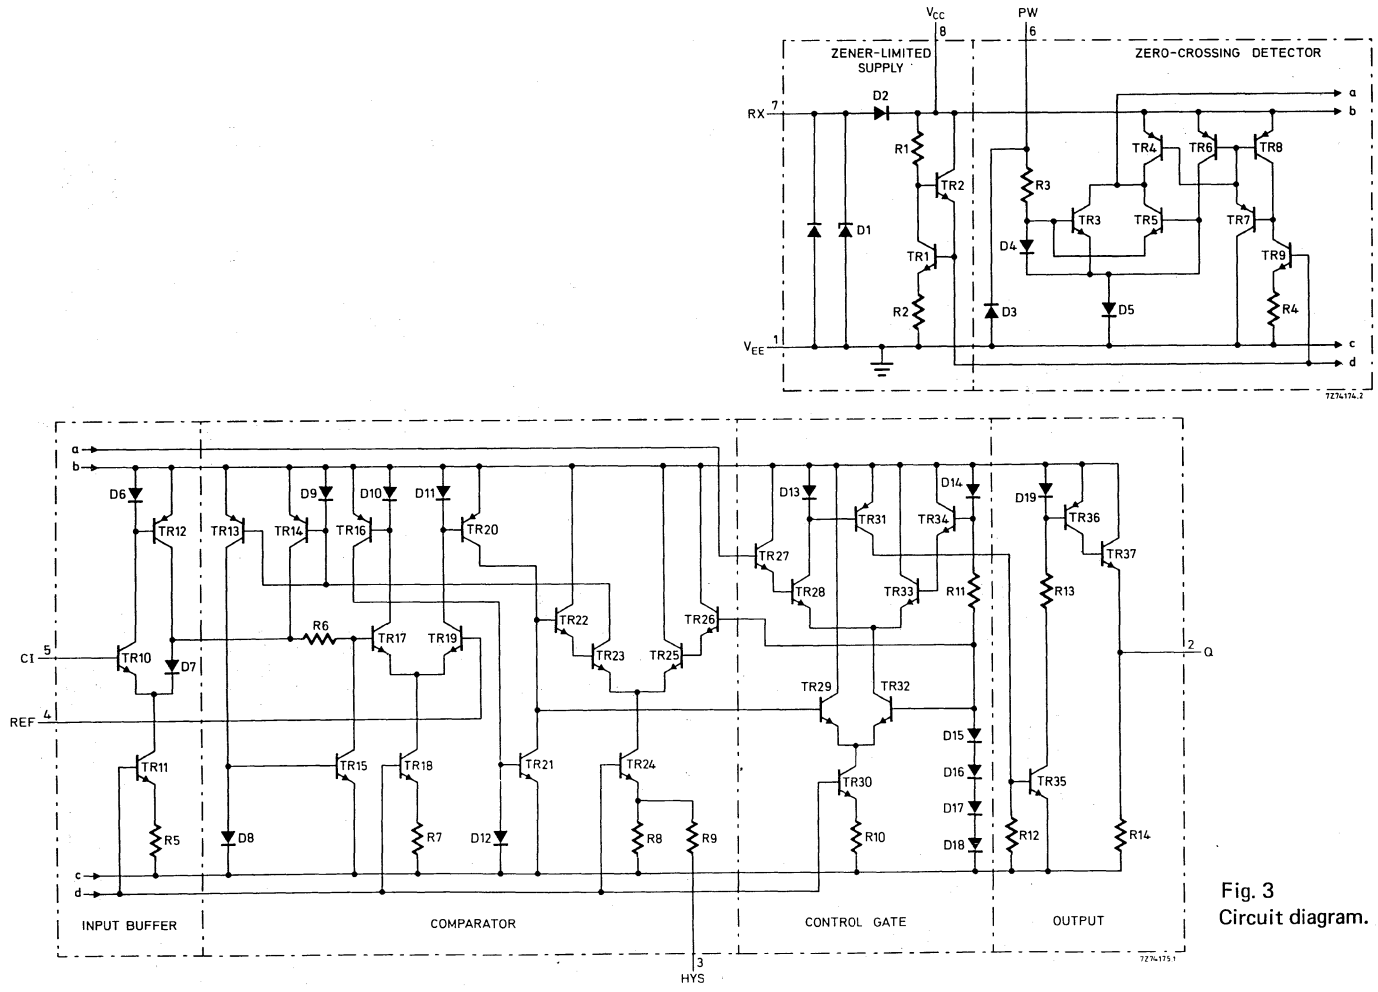 VCC PW
8 6
ZENER-LIMITED SUPPLY ZERO-CROSSING DETECTOR
a
RX 7 D2 b
R1 TR4 TR6 TR8
TR2 R3
D1 TR3 TR5 TR7
D4
TR1 TR9
R2 D3 D5 R4
VEE 1 c
d
7Z74174.2
a
b
D6 D9 D10 D11 D13 D14 D19
TR12 TR13 TR14 TR16 TR20 TR31 TR34 TR36
TR27 TR37
TR28 TR33 R11 R13
R6 TR22 TR26
TR17 TR19
CI 5 TR10 D7 TR23 TR25 2 Q
TR29 TR32
REF 4
D15
TR11 TR15 TR18 TR21 TR24 D16
TR30 TR35
D17
R5 D8 R7 D12 R8 R9 R10 D18 R12 R14
c
d
INPUT BUFFER COMPARATOR CONTROL GATE OUTPUT
3
HYS
7Z74175.1
Fig. 3
Circuit diagram.